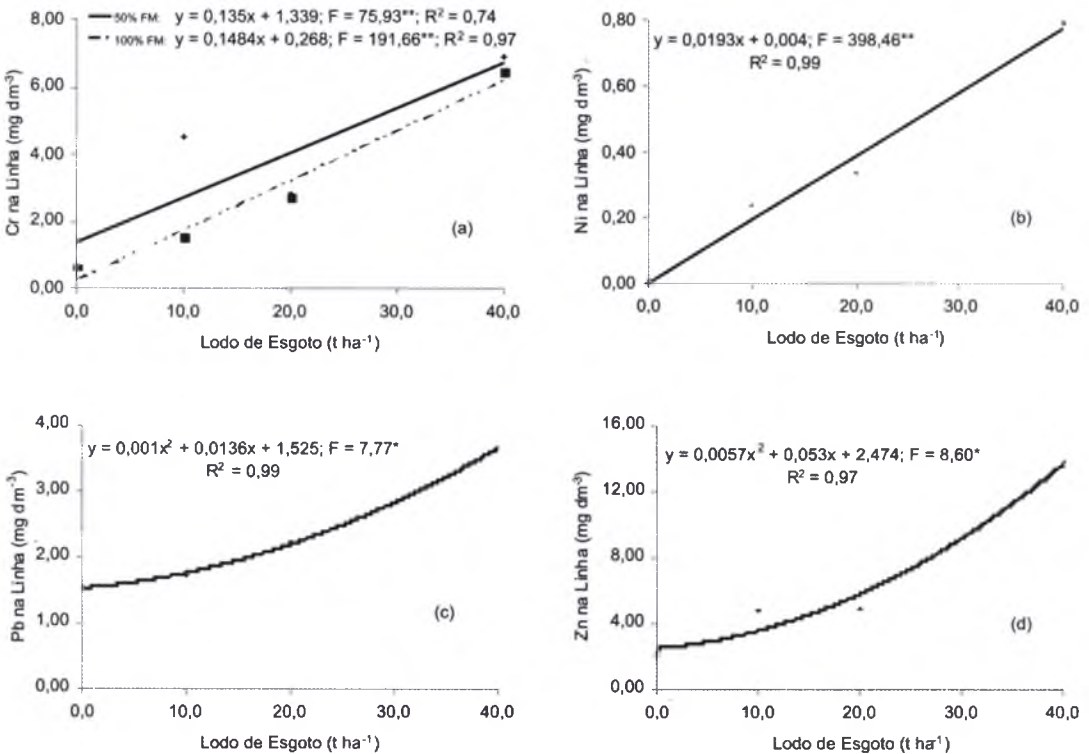 8,00
6,00
4,00
2,00
0,00
Cr na Linha (mg dm⁻³)
50% FM: y = 0,135x + 1,339; F = 75,93**; R² = 0,74
100% FM: y = 0,1484x + 0,268; F = 191,66**; R² = 0,97
(a)
0,0 10,0 20,0 30,0 40,0
Lodo de Esgoto (t ha⁻¹)
0,80
0,60
0,40
0,20
0,00
Ni na Linha (mg dm⁻³)
y = 0,0193x + 0,004; F = 398,46**
R² = 0,99
(b)
0,0 10,0 20,0 30,0 40,0
Lodo de Esgoto (t ha⁻¹)
4,00
3,00
2,00
1,00
0,00
Pb na Linha (mg dm⁻³)
y = 0,001x² + 0,0136x + 1,525; F = 7,77*
R² = 0,99
(c)
0,0 10,0 20,0 30,0 40,0
Lodo de Esgoto (t ha⁻¹)
16,00
12,00
8,00
4,00
0,00
Zn na Linha (mg dm⁻³)
y = 0,0057x² + 0,053x + 2,474; F = 8,60*
R² = 0,97
(d)
0,0 10,0 20,0 30,0 40,0
Lodo de Esgoto (t ha⁻¹)